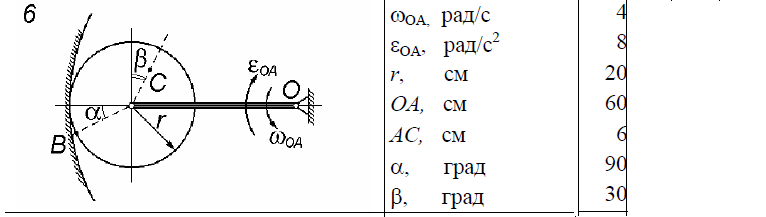 6
β
C
ε_OA
O
α
r
B
ω_OA
ω_OA, рад/с 4
ε_OA, рад/с² 8
r, см 20
OA, см 60
AC, см 6
α, град 90
β, град 30